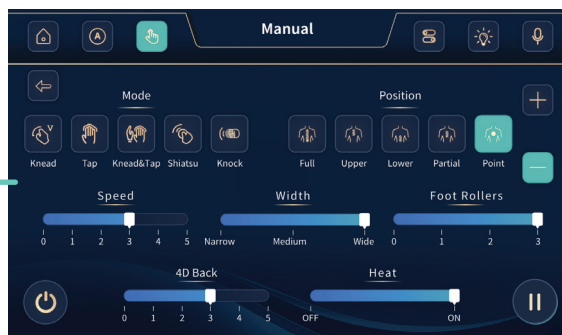 Manual
A
Mode
Position
V
Knead Tap Knead&Tap Shiatsu Knock
Full Upper Lower Partial Point
Speed Width Foot Rollers
0 1 2 3 4 5
Narrow Medium Wide
0 1 2 3
4D Back Heat
0 1 2 3 4 5
OFF ON